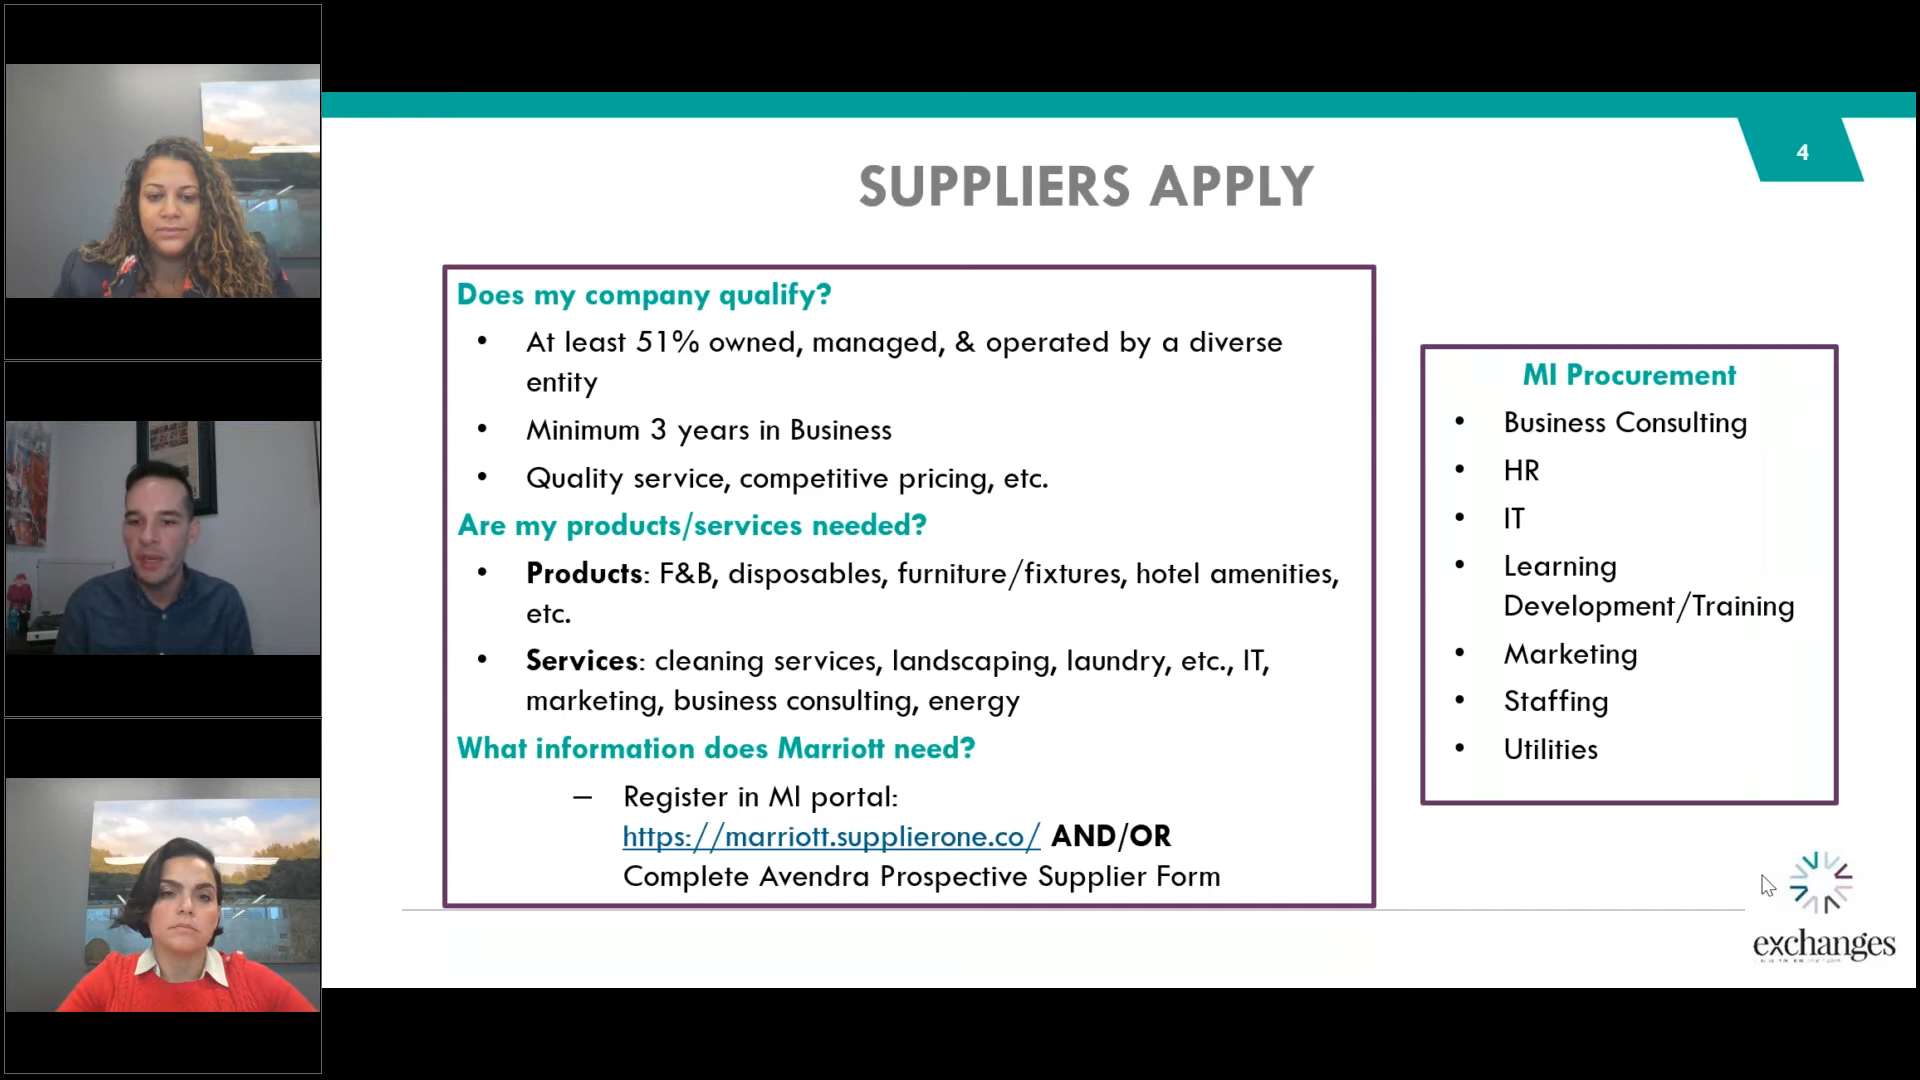 4
SUPPLIERS APPLY
Does my company qualify?
• At least 51% owned, managed, & operated by a diverse
entity
• Minimum 3 years in Business
• Quality service, competitive pricing, etc.
Are my products/services needed?
• Products: F&B, disposables, furniture/fixtures, hotel amenities,
etc.
• Services: cleaning services, landscaping, laundry, etc., IT,
marketing, business consulting, energy
What information does Marriott need?
– Register in MI portal:
https://marriott.supplierone.co/ AND/OR
Complete Avendra Prospective Supplier Form
MI Procurement
• Business Consulting
• HR
• IT
• Learning
Development/Training
• Marketing
• Staffing
• Utilities
exchanges